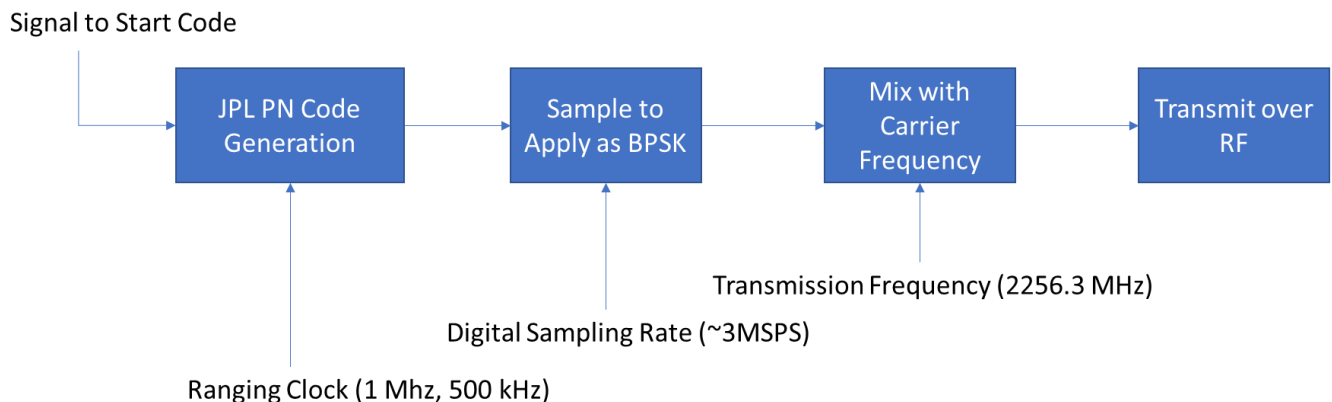 Signal to Start Code
JPL PN Code
Generation
Sample to
Apply as BPSK
Mix with
Carrier
Frequency
Transmit over
RF
Transmission Frequency (2256.3 MHz)
Digital Sampling Rate (~3MSPS)
Ranging Clock (1 Mhz, 500 kHz)